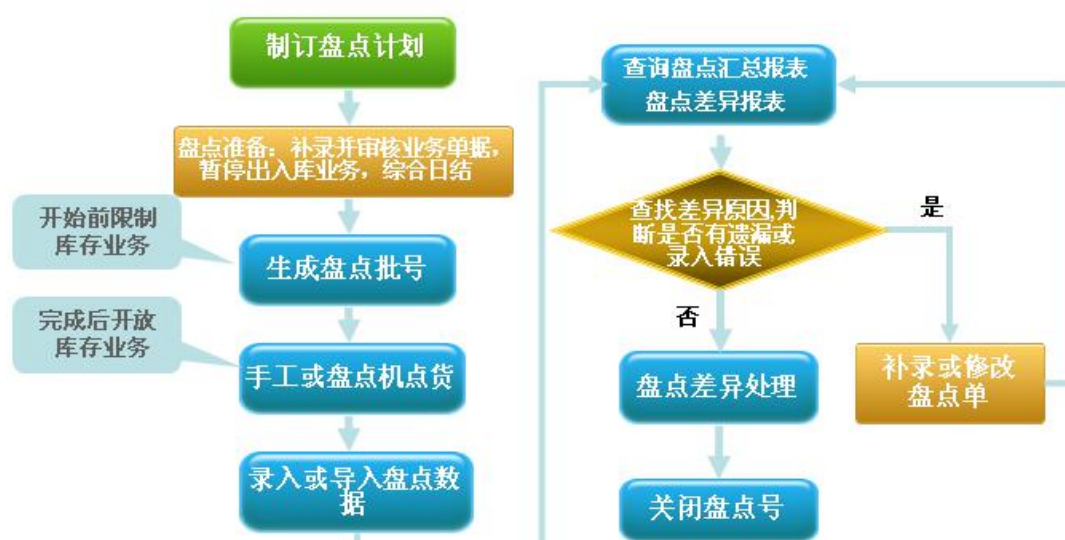 制订盘点计划
盘点准备：补录并审核业务单据，
暂停出入库业务，综合日结
开始前限制
库存业务
生成盘点批号
完成后开放
库存业务
手工或盘点机点货
录入或导入盘点数
据
查询盘点汇总报表
盘点差异报表
查找差异原因,判
断是否有遗漏或
录入错误
是
否
补录或修改
盘点单
盘点差异处理
关闭盘点号